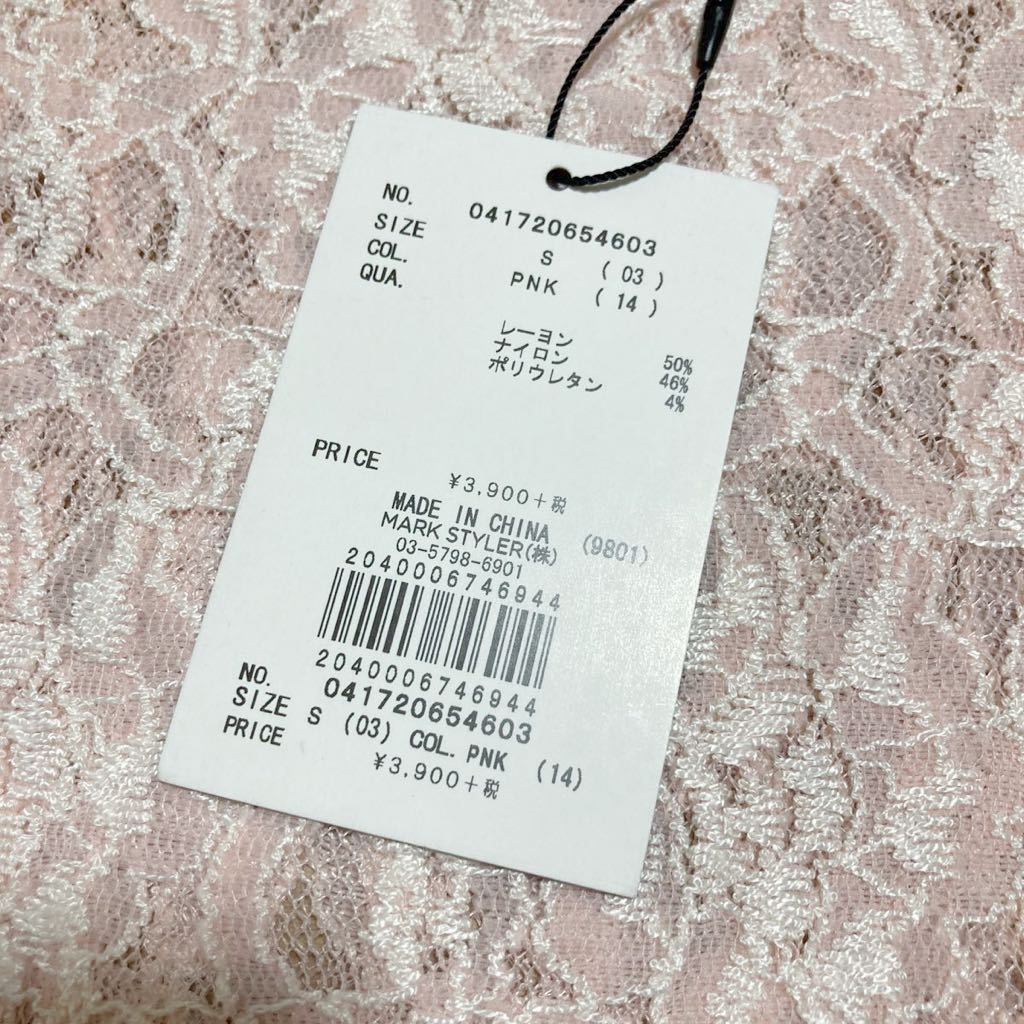 NO. 041720654603
SIZE S (03)
COL. PNK (14)
QUA.
レーヨン 50%
ナイロン 46%
ポリウレタン 4%
PRICE
¥3,900+税
MADE IN CHINA (9801)
MARK STYLER(株)
03-5798-6901
2040006746944
2040006746944
NO. 041720654603
SIZE S (03) COL. PNK (14)
PRICE ¥3,900+税